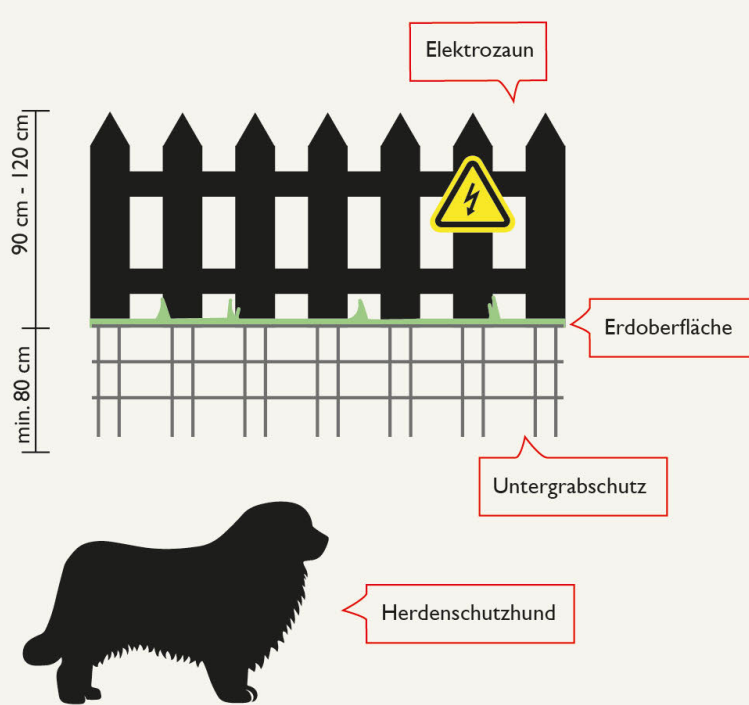 Elektrozaun
90 cm - 120 cm
Erdoberfläche
min. 80 cm
Untergrabschutz
Herdenschutzhund